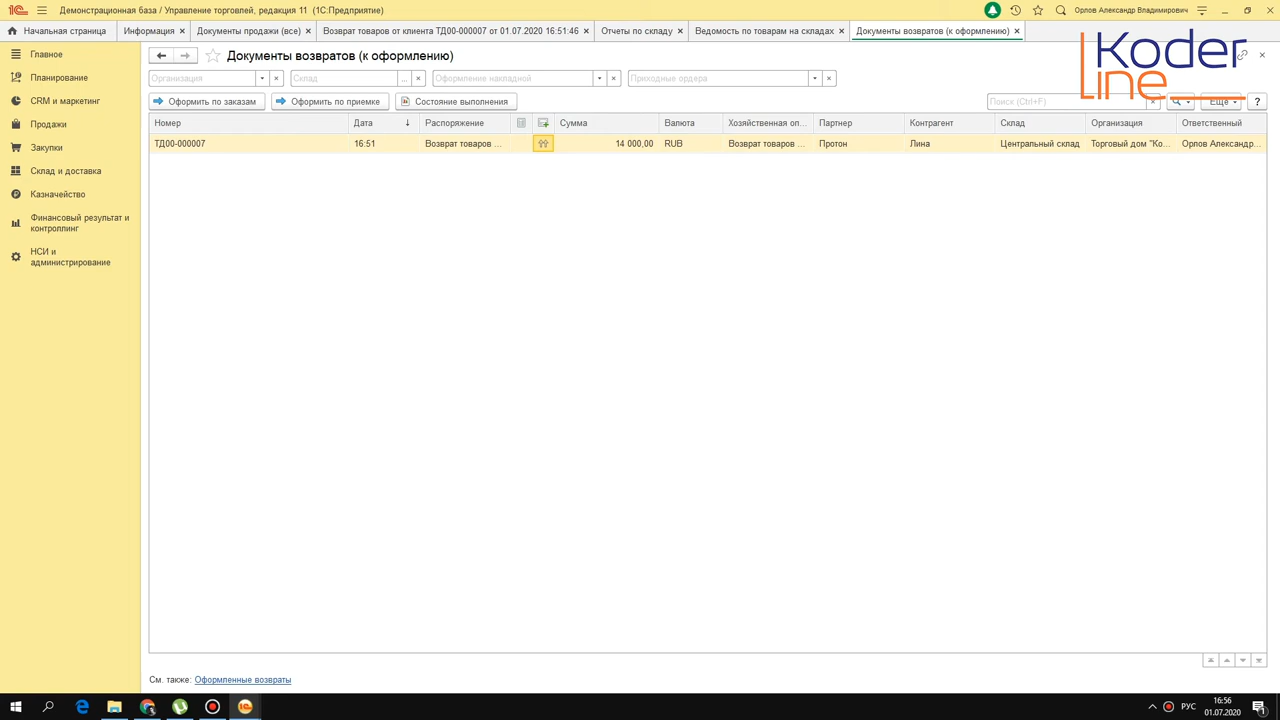 Демонстрационная база / Управление торговлей, редакция 11 (1С:Предприятие)
Орлов Александр Владимирович
Начальная страница
Информация
Документы продажи (все)
Возврат товаров от клиента ТД00-000007 от 01.07.2020 16:51:46
Отчеты по складу
Ведомость по товарам на складах
Документы возвратов (к оформлению)
Главное
Планирование
CRM и маркетинг
Продажи
Закупки
Склад и доставка
Казначейство
Финансовый результат и
контроллинг
НСИ и
администрирование
Документы возвратов (к оформлению)
Koder
line
Организация
Склад
...
Оформление накладной
Приходные ордера
Оформить по заказам
Оформить по приемке
Состояние выполнения
Поиск (Ctrl+F)
Еще
?
Номер Дата Распоряжение Сумма Валюта Хозяйственная оп... Партнер Контрагент Склад Организация Ответственный
ТД00-000007 16:51 Возврат товаров ... 14 000,00 RUB Возврат товаров ... Протон Лина Центральный склад Торговый дом "Ко... Орлов Александр...
См. также: Оформленные возвраты
РУС
16:56
01.07.2020
1